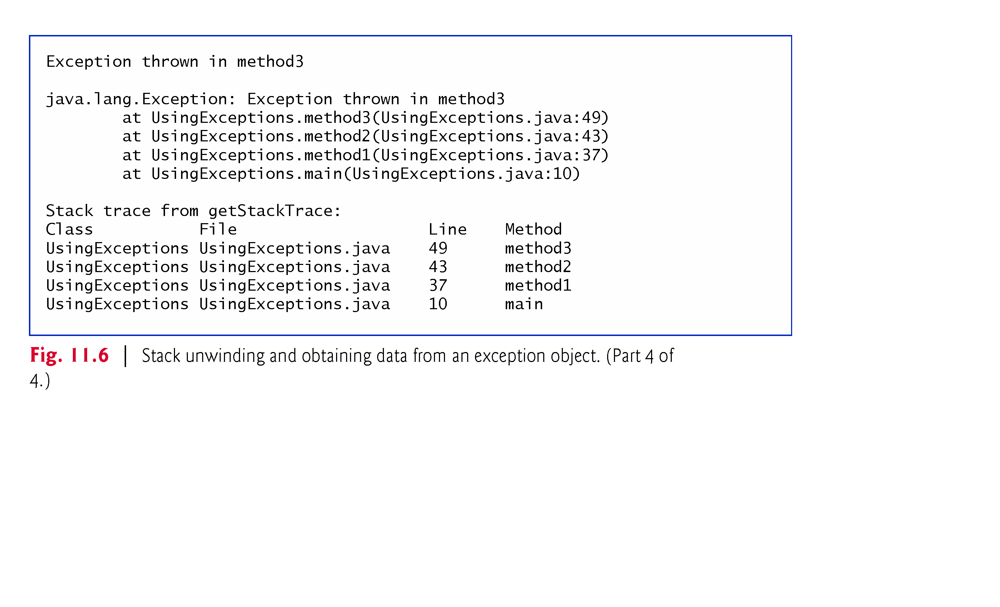 Exception thrown in method3
java.lang.Exception: Exception thrown in method3
at UsingExceptions.method3(UsingExceptions.java:49)
at UsingExceptions.method2(UsingExceptions.java:43)
at UsingExceptions.method1(UsingExceptions.java:37)
at UsingExceptions.main(UsingExceptions.java:10)
Stack trace from getStackTrace:
Class File Line Method
UsingExceptions UsingExceptions.java 49 method3
UsingExceptions UsingExceptions.java 43 method2
UsingExceptions UsingExceptions.java 37 method1
UsingExceptions UsingExceptions.java 10 main
Fig. 11.6 | Stack unwinding and obtaining data from an exception object. (Part 4 of
4.)